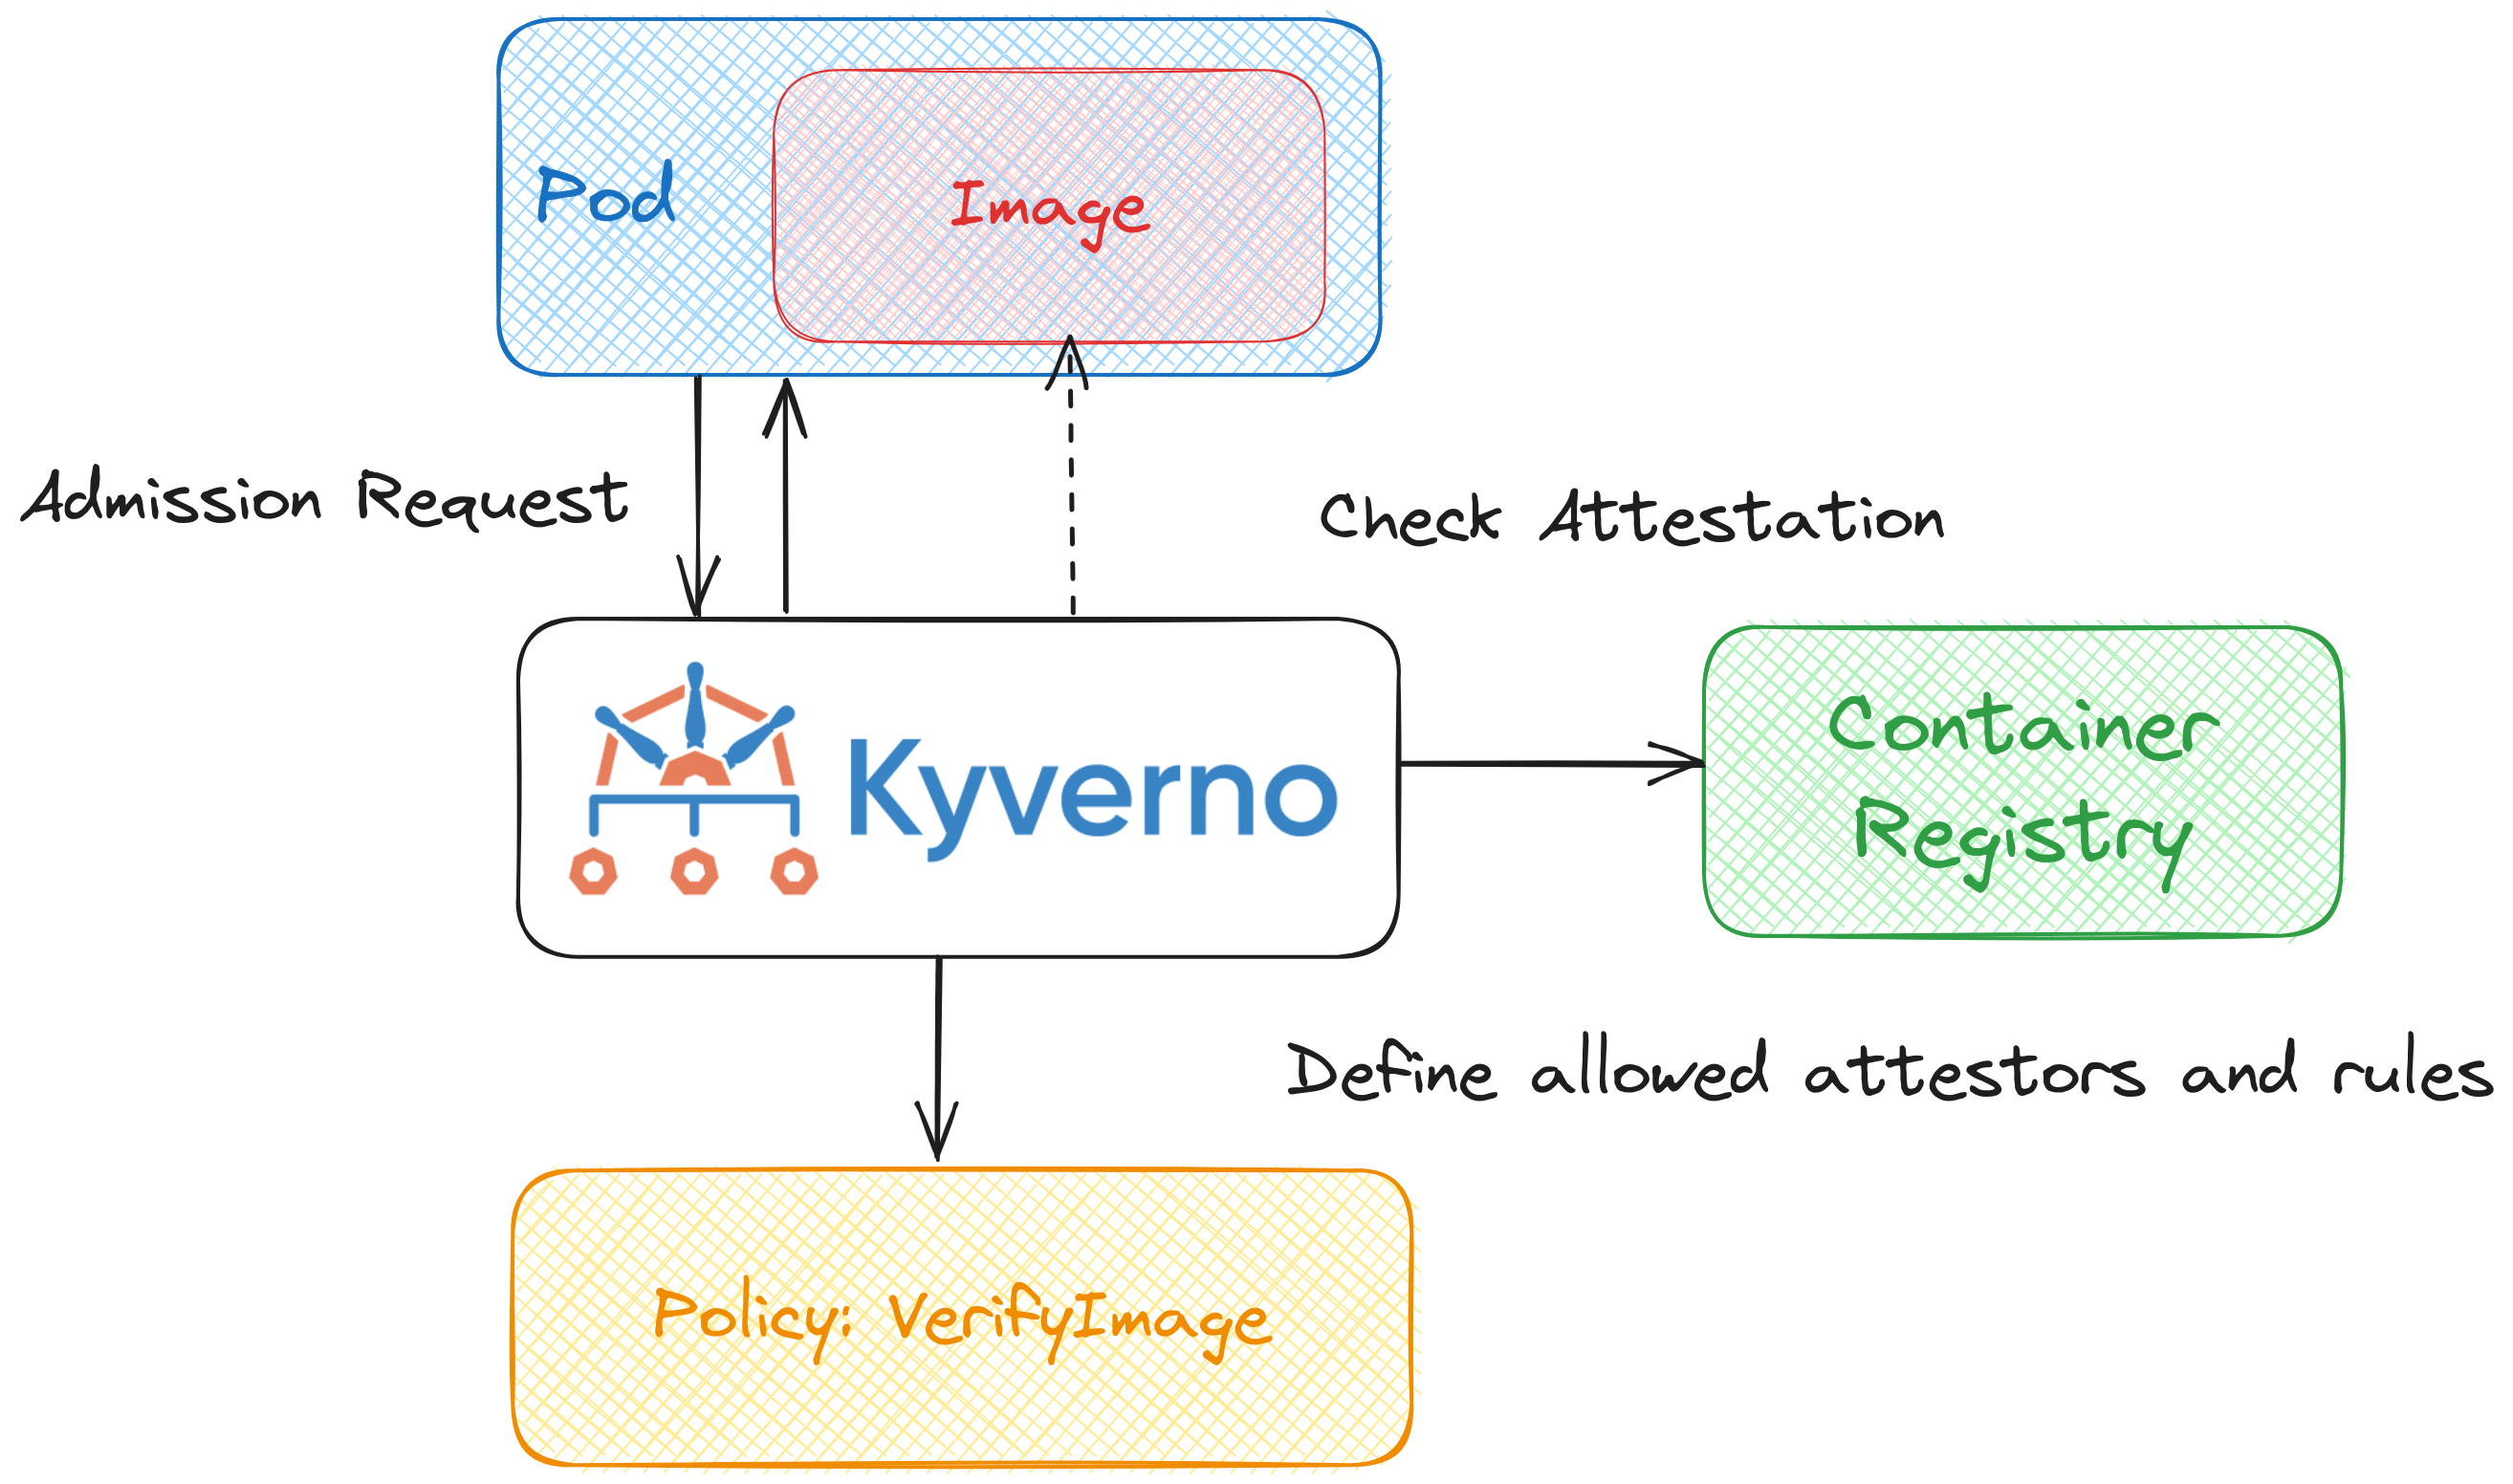 Pod
Image
Admission Request
Check Attestation
Kyverno
Container
Registry
Define allowed attestors and rules
Policy: VerifyImage